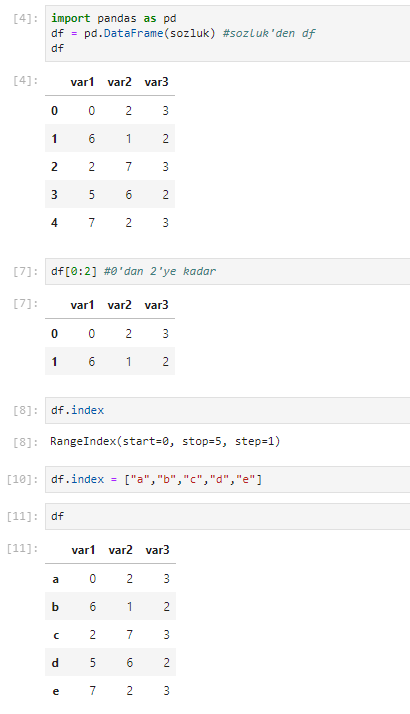 [4]: import pandas as pd
df = pd.DataFrame(sozluk) #sozluk'den df
df
[4]:
var1 var2 var3
0 0 2 3
1 6 1 2
2 2 7 3
3 5 6 2
4 7 2 3
[7]: df[0:2] #0'dan 2'ye kadar
[7]:
var1 var2 var3
0 0 2 3
1 6 1 2
[8]: df.index
[8]: RangeIndex(start=0, stop=5, step=1)
[10]: df.index = ["a","b","c","d","e"]
[11]: df
[11]:
var1 var2 var3
a 0 2 3
b 6 1 2
c 2 7 3
d 5 6 2
e 7 2 3